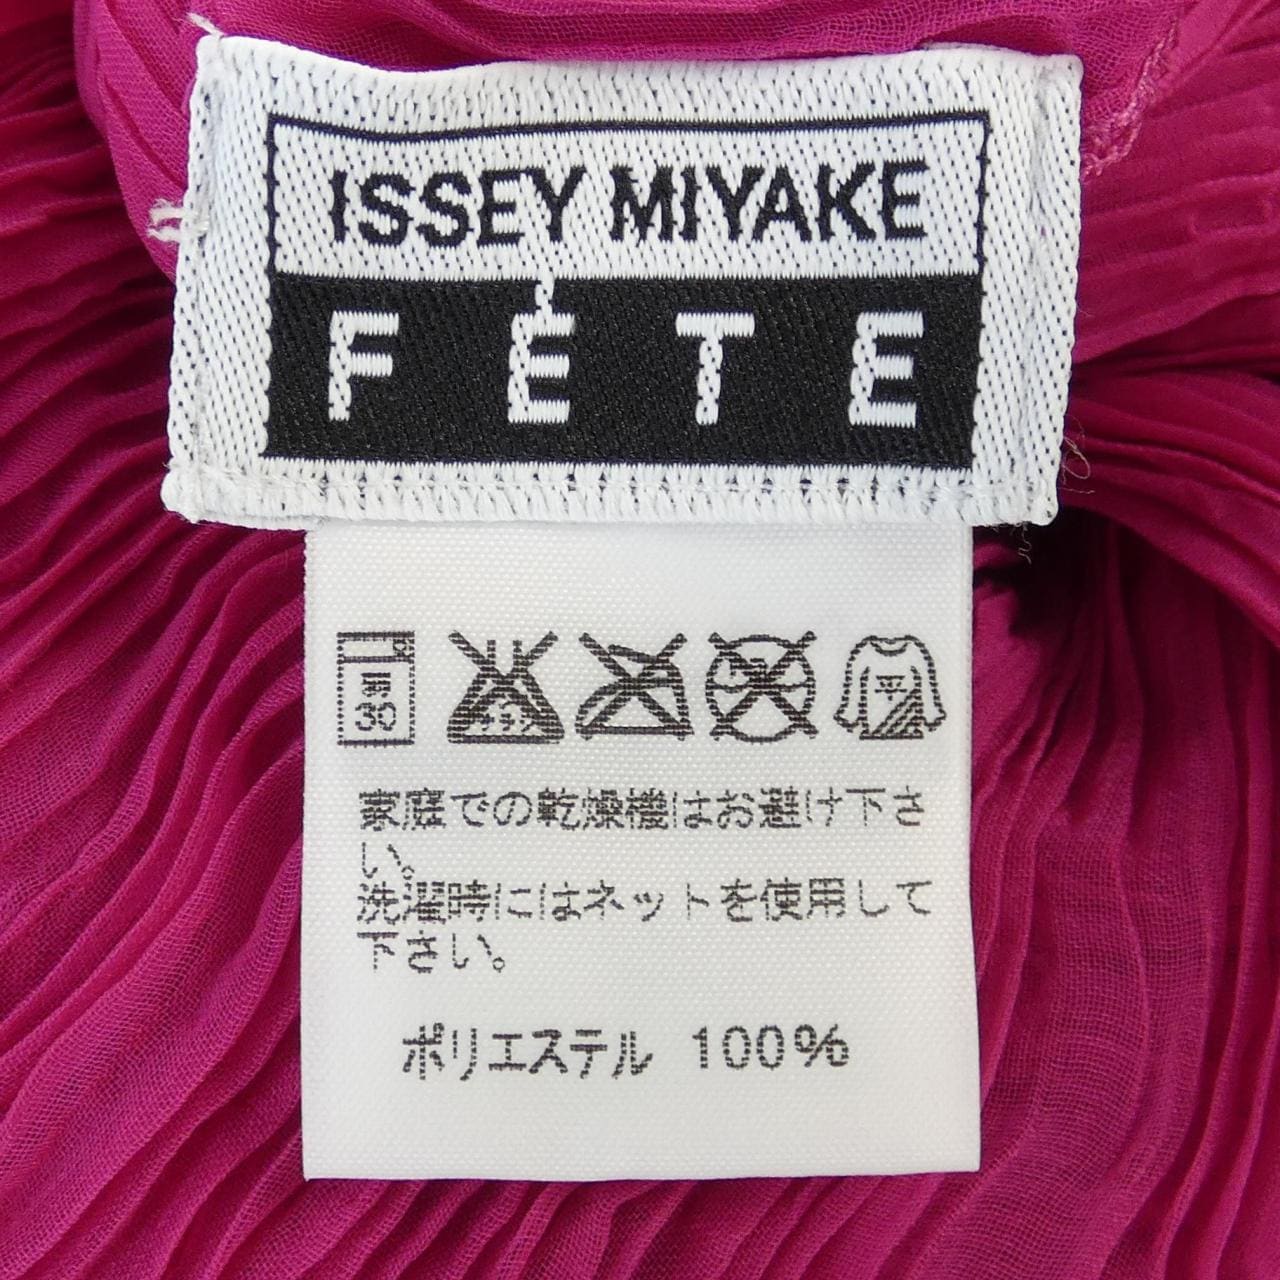 ISSEY MIYAKE
FÊTE
弱
30
平
家庭での乾燥機はお避け下さ
い。
洗濯時にはネットを使用して
下さい。
ポリエステル 100%